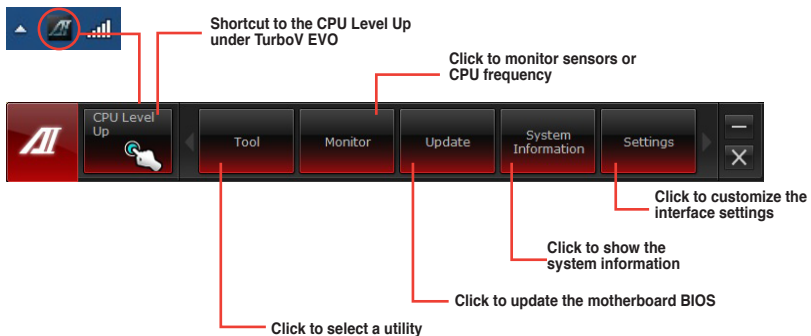 Shortcut to the CPU Level Up
under TurboV EVO
Click to monitor sensors or
CPU frequency
CPU Level
Up
Tool
Monitor
Update
System
Information
Settings
Click to customize the
interface settings
Click to show the
system information
Click to update the motherboard BIOS
Click to select a utility